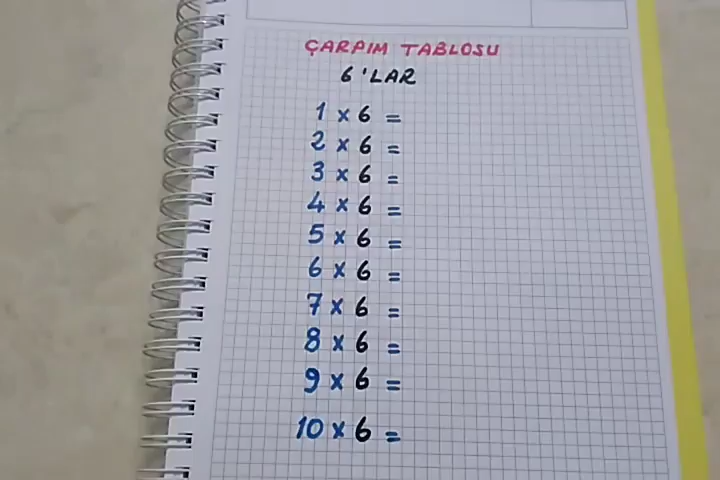 ÇARPIM TABLOSU
6'LAR
1 x 6 =
2 x 6 =
3 x 6 =
4 x 6 =
5 x 6 =
6 x 6 =
7 x 6 =
8 x 6 =
9 x 6 =
10 x 6 =